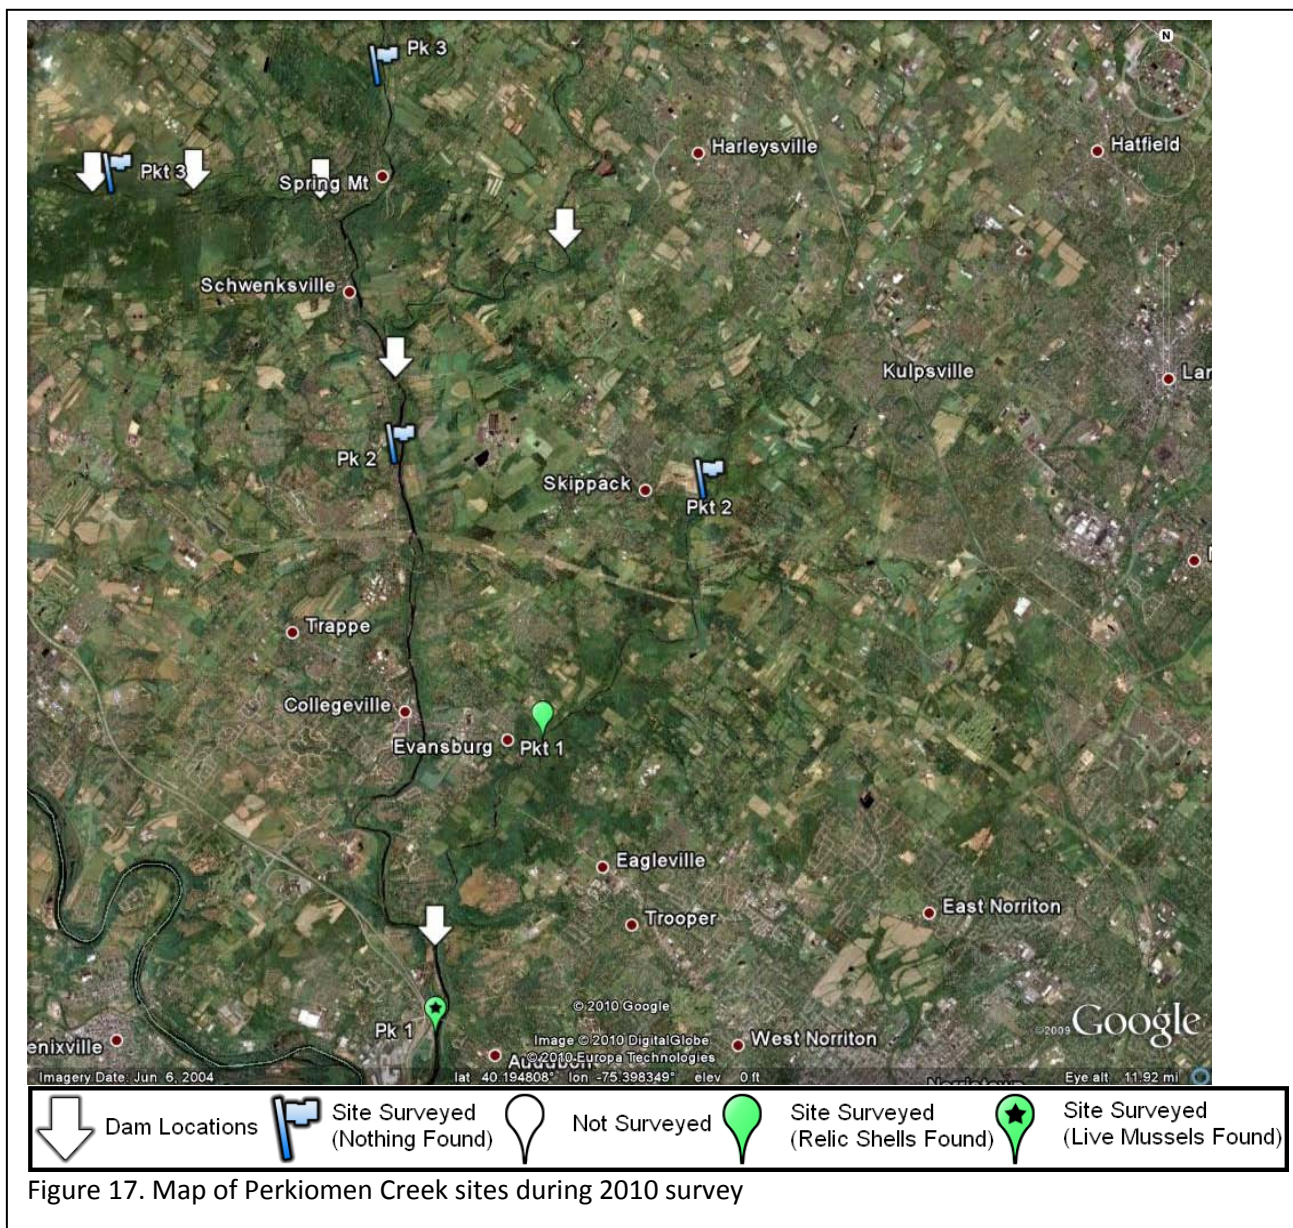 Pk 3
N
Harleysville
Hatfield
Pkt 3
Spring Mt
Schwenksville
Kulpsville
Lar
Pk 2
Skippack
Pkt 2
Trappe
Collegeville
Evansburg
Pkt 1
Eagleville
Trooper
East Norriton
© 2010 Google
Pk 1
Image © 2010 DigitalGlobe
© 2010 Europa Technologies
©2009 Google
West Norriton
enixville
Audubon
Norristown
Imagery Date: Jun 6, 2004
lat 40.194808° lon -75.398349° elev 0 ft
Eye alt 11.92 mi
Dam Locations
Site Surveyed
(Nothing Found)
Not Surveyed
Site Surveyed
(Relic Shells Found)
Site Surveyed
(Live Mussels Found)
Figure 17. Map of Perkiomen Creek sites during 2010 survey